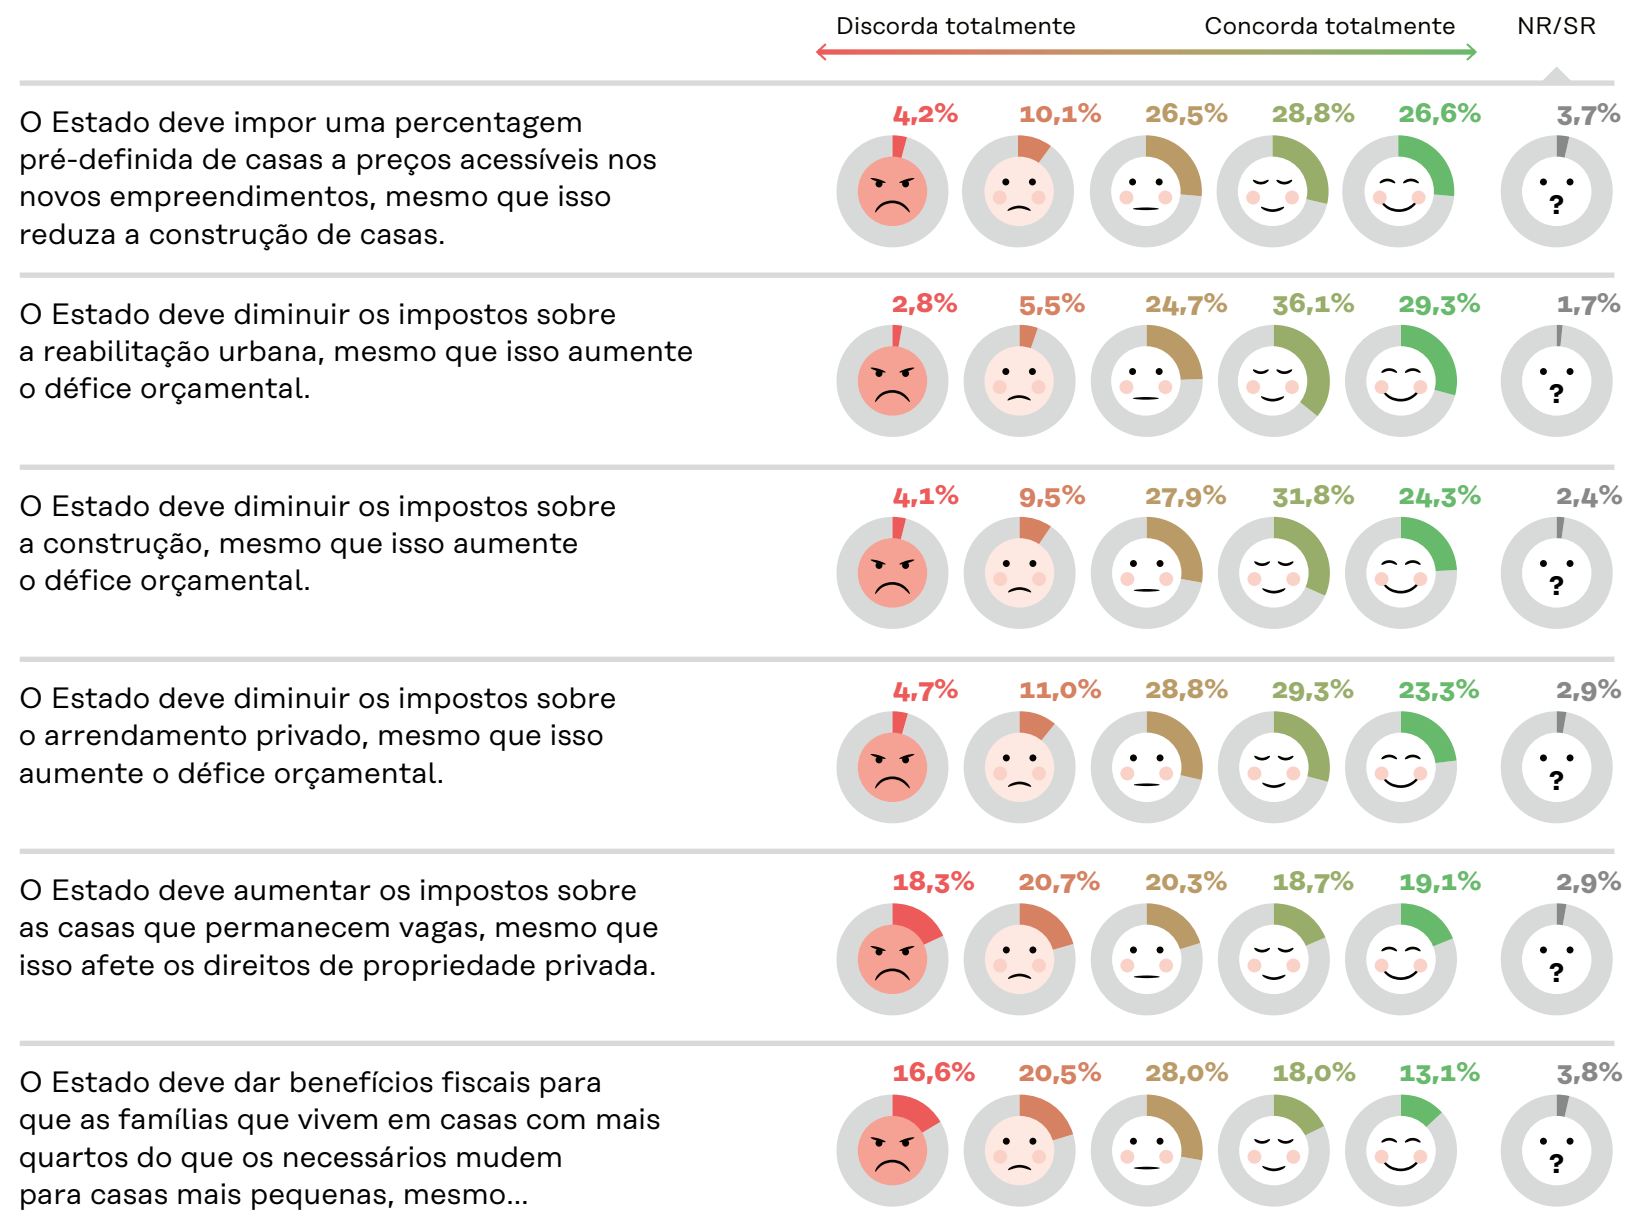 Discorda totalmente Concorda totalmente NR/SR
4,2% 10,1% 26,5% 28,8% 26,6% 3,7%
O Estado deve impor uma percentagem
pré-definida de casas a preços acessíveis nos
novos empreendimentos, mesmo que isso
reduza a construção de casas.
?
2,8% 5,5% 24,7% 36,1% 29,3% 1,7%
O Estado deve diminuir os impostos sobre
a reabilitação urbana, mesmo que isso aumente
o défice orçamental.
?
4,1% 9,5% 27,9% 31,8% 24,3% 2,4%
O Estado deve diminuir os impostos sobre
a construção, mesmo que isso aumente
o défice orçamental.
?
4,7% 11,0% 28,8% 29,3% 23,3% 2,9%
O Estado deve diminuir os impostos sobre
o arrendamento privado, mesmo que isso
aumente o défice orçamental.
?
18,3% 20,7% 20,3% 18,7% 19,1% 2,9%
O Estado deve aumentar os impostos sobre
as casas que permanecem vagas, mesmo que
isso afete os direitos de propriedade privada.
?
16,6% 20,5% 28,0% 18,0% 13,1% 3,8%
O Estado deve dar benefícios fiscais para
que as famílias que vivem em casas com mais
quartos do que os necessários mudem
para casas mais pequenas, mesmo...
?